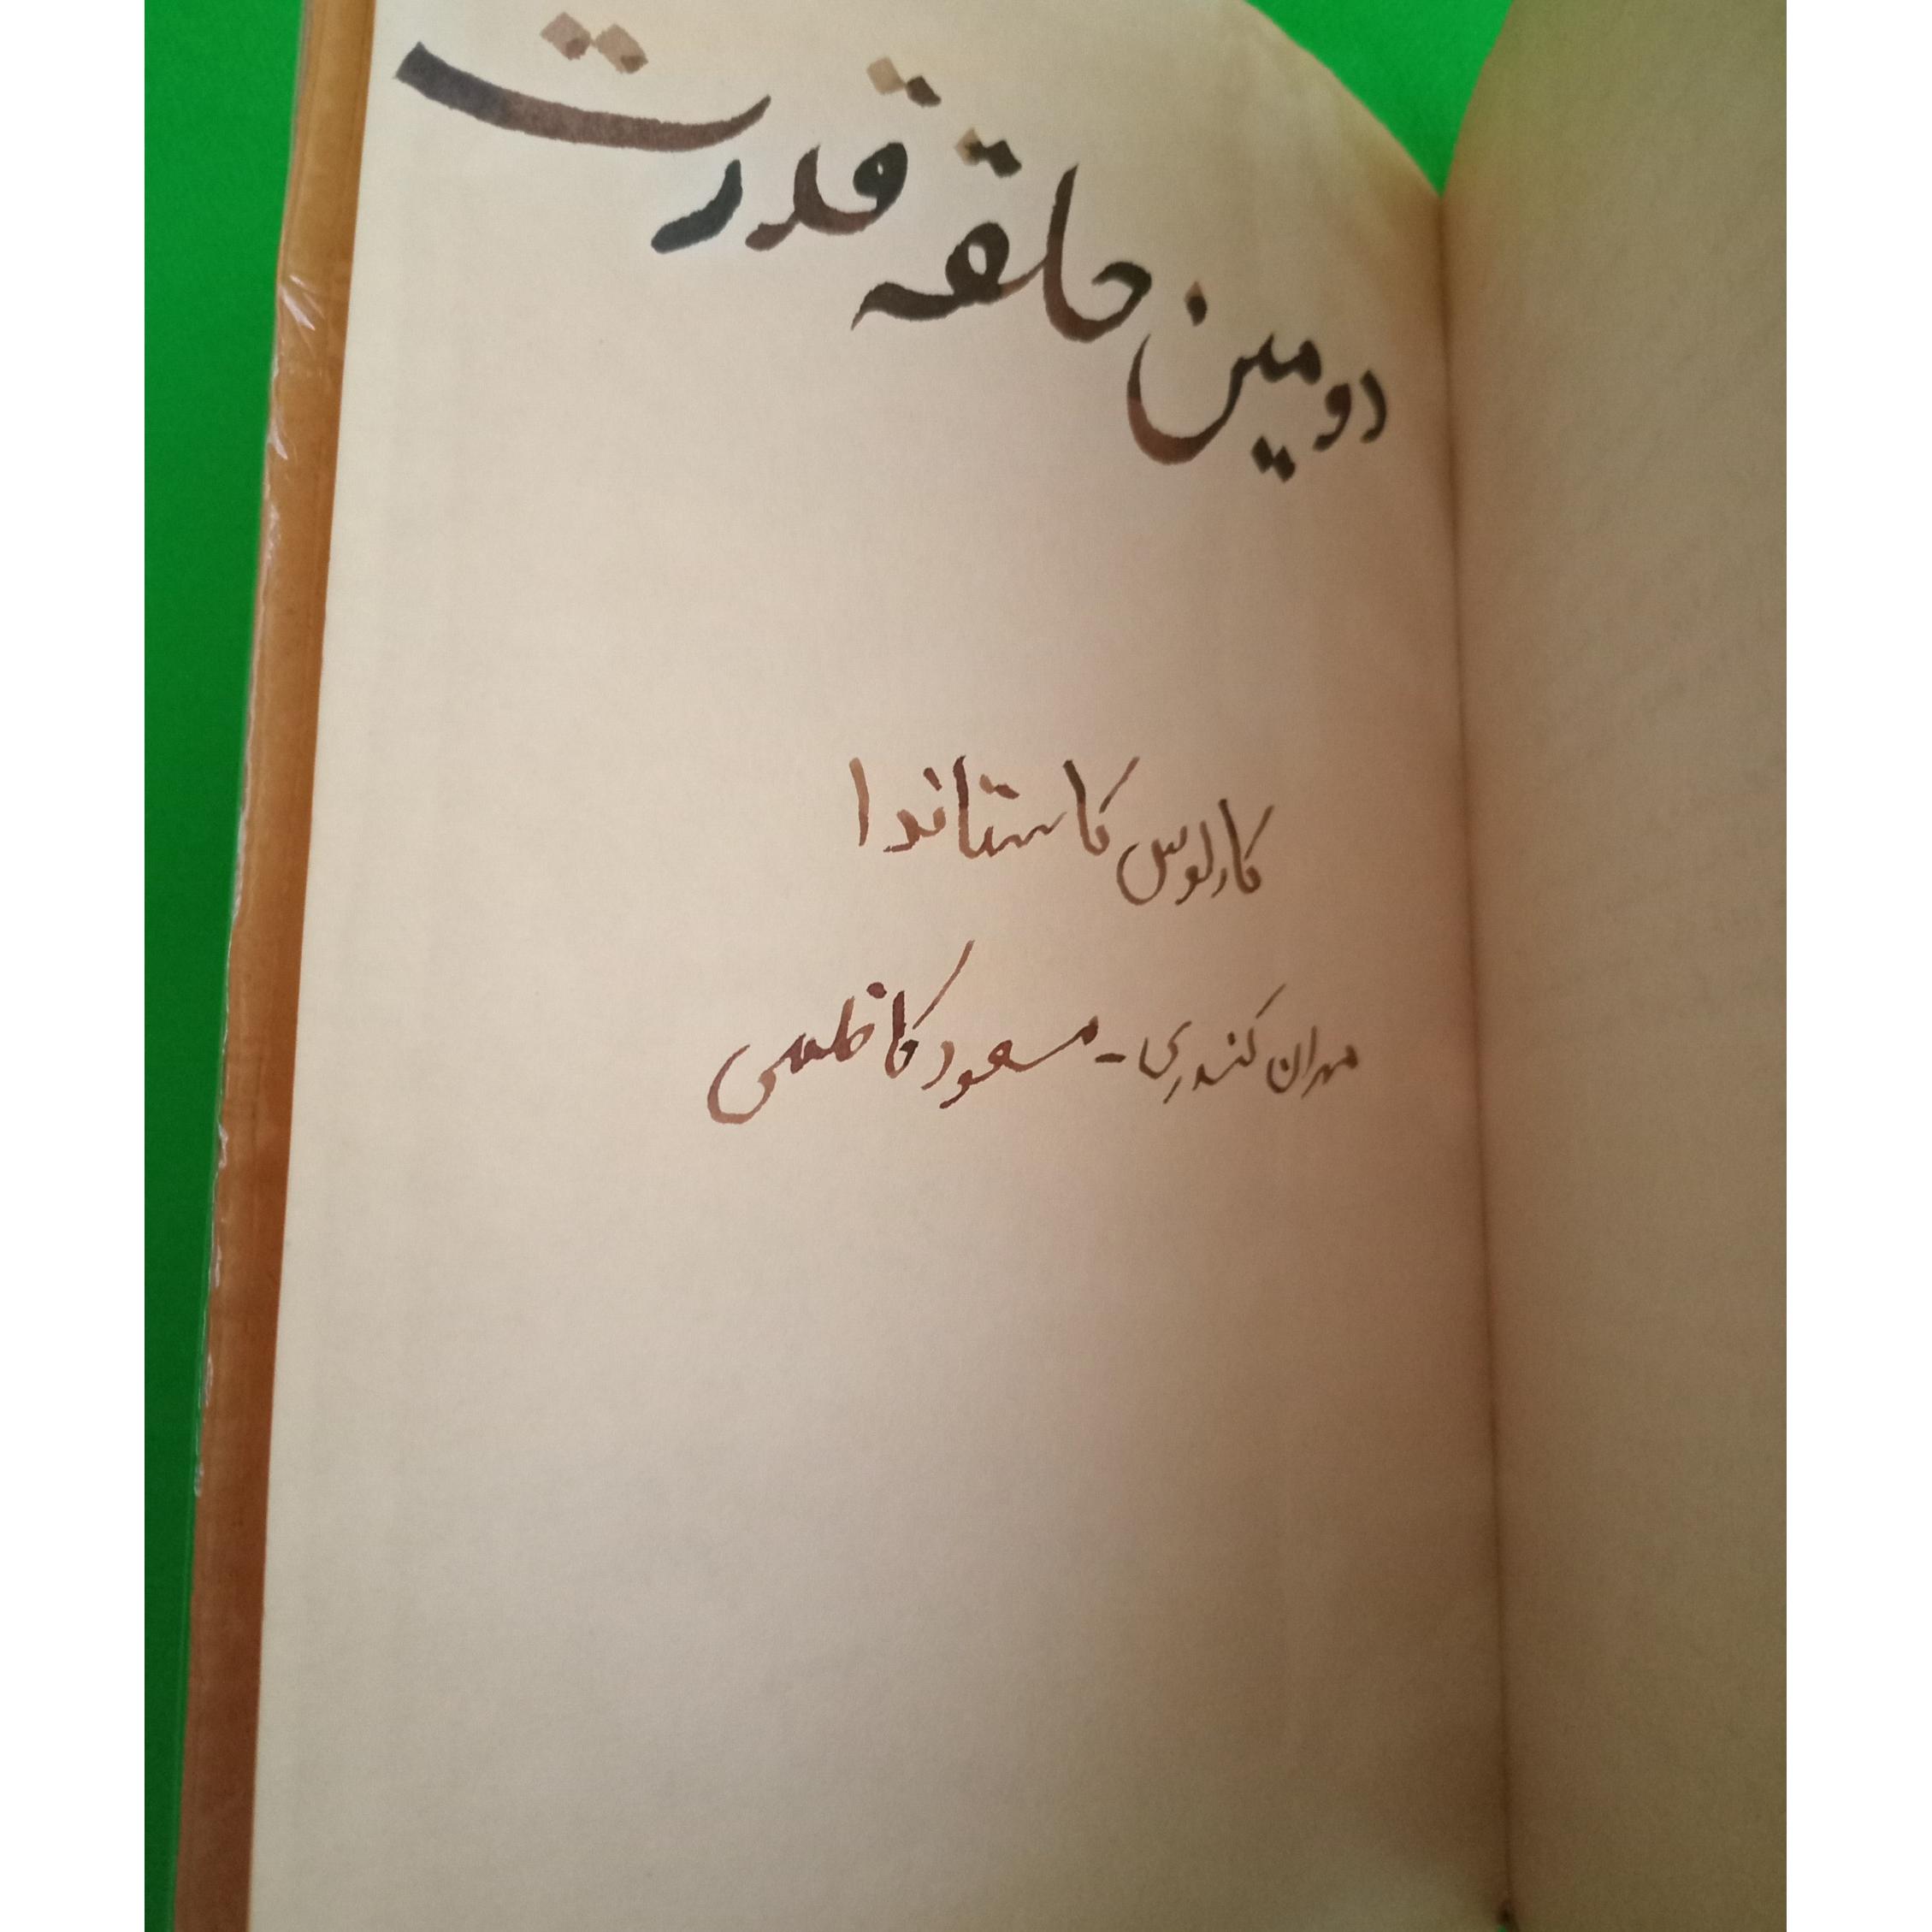 دومین حلقه قدرت
کارلوس کاستاندا
مهران کندری - مسعود کاظمی